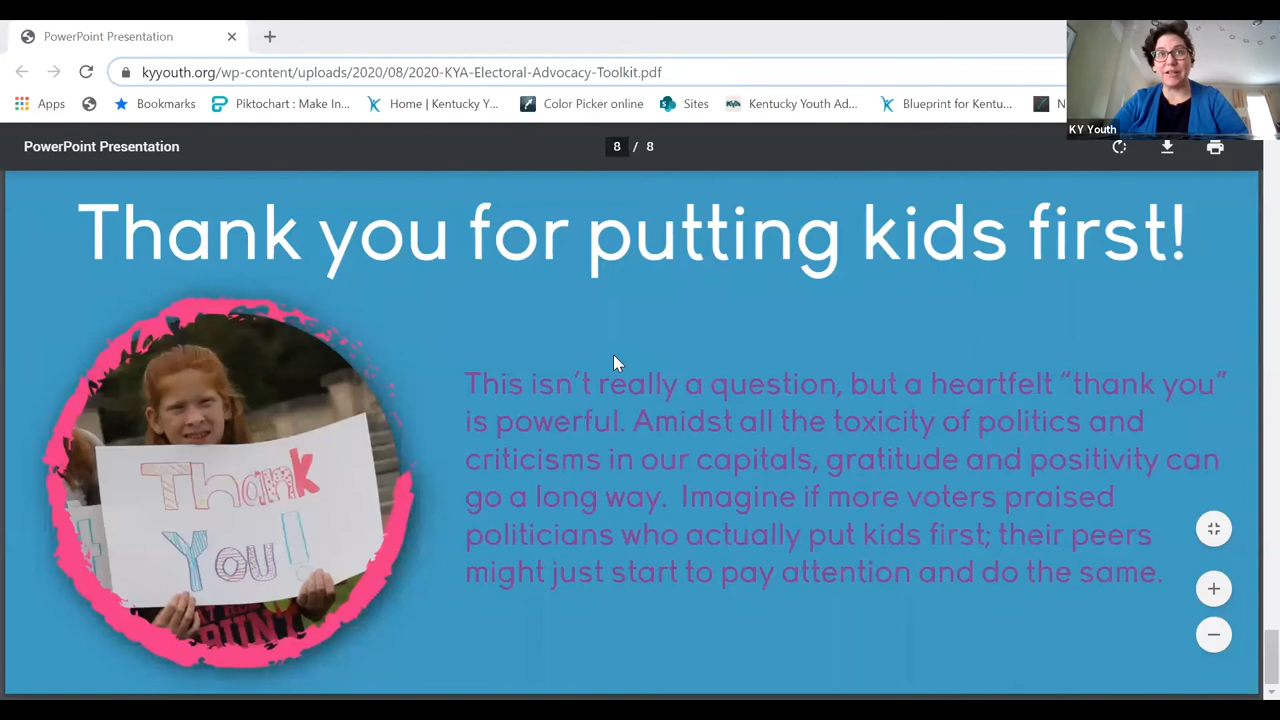 PowerPoint Presentation
kyyouth.org/wp-content/uploads/2020/08/2020-KYA-Electoral-Advocacy-Toolkit.pdf
Apps
Bookmarks
Piktochart : Make In...
Home | Kentucky Y...
Color Picker online
Sites
Kentucky Youth Ad...
Blueprint for Kentu...
N
KY Youth
PowerPoint Presentation
8 / 8
Thank you for putting kids first!
This isn't really a question, but a heartfelt “thank you”
is powerful. Amidst all the toxicity of politics and
criticisms in our capitals, gratitude and positivity can
go a long way.  Imagine if more voters praised
politicians who actually put kids first; their peers
might just start to pay attention and do the same.
Thank
You!